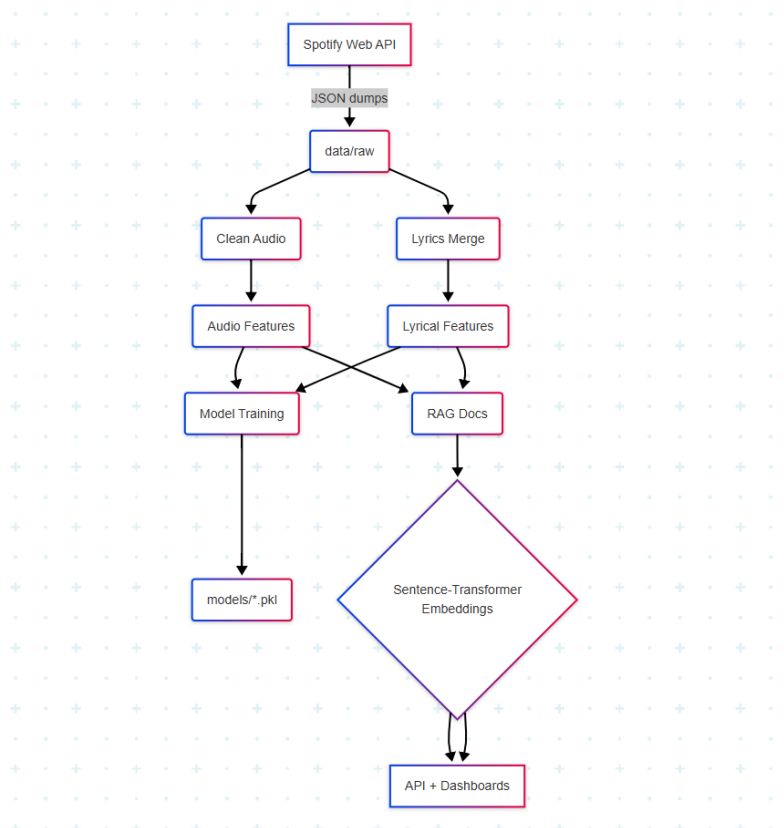 Spotify Web API
JSON dumps
data/raw
Clean Audio
Lyrics Merge
Audio Features
Lyrical Features
Model Training
RAG Docs
Sentence-Transformer
Embeddings
models/*.pkl
API + Dashboards